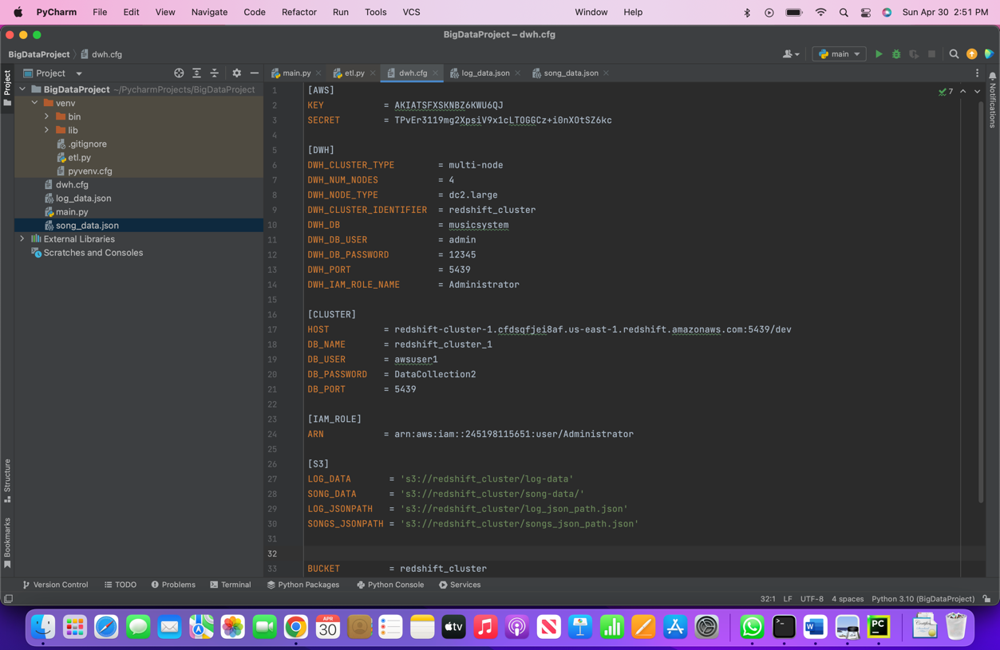 PyCharm File Edit View Navigate Code Refactor Run Tools VCS Window Help Sun Apr 30 2:51 PM
BigDataProject – dwh.cfg
BigDataProject dwh.cfg main
Project
Project
main.py etl.py dwh.cfg log_data.json song_data.json
BigDataProject ~/PycharmProjects/BigDataProject
venv
bin
lib
.gitignore
etl.py
pyvenv.cfg
dwh.cfg
log_data.json
main.py
song_data.json
External Libraries
Scratches and Consoles
7
1 [AWS]
2 KEY = AKIATSFXSKNBZ6KWU6QJ
3 SECRET = 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
4
5 [DWH]
6 DWH_CLUSTER_TYPE = multi-node
7 DWH_NUM_NODES = 4
8 DWH_NODE_TYPE = dc2.large
9 DWH_CLUSTER_IDENTIFIER = redshift_cluster
10 DWH_DB = musicsystem
11 DWH_DB_USER = admin
12 DWH_DB_PASSWORD = 12345
13 DWH_PORT = 5439
14 DWH_IAM_ROLE_NAME = Administrator
15
16 [CLUSTER]
17 HOST = redshift-cluster-1.cfdsqfjei8af.us-east-1.redshift.amazonaws.com:5439/dev
18 DB_NAME = redshift_cluster_1
19 DB_USER = awsuser1
20 DB_PASSWORD = DataCollection2
21 DB_PORT = 5439
22
23 [IAM_ROLE]
24 ARN = arn:aws:iam::245198115651:user/Administrator
25
26 [S3]
27 LOG_DATA = 's3://redshift_cluster/log-data'
28 SONG_DATA = 's3://redshift_cluster/song-data/'
29 LOG_JSONPATH = 's3://redshift_cluster/log_json_path.json'
30 SONGS_JSONPATH = 's3://redshift_cluster/songs_json_path.json'
31
32
33 BUCKET = redshift_cluster
Notifications
Structure
Bookmarks
Version Control TODO Problems Terminal Python Packages Python Console Services
32:1 LF UTF-8 4 spaces Python 3.10 (BigDataProject)
APR
30
tv
PC